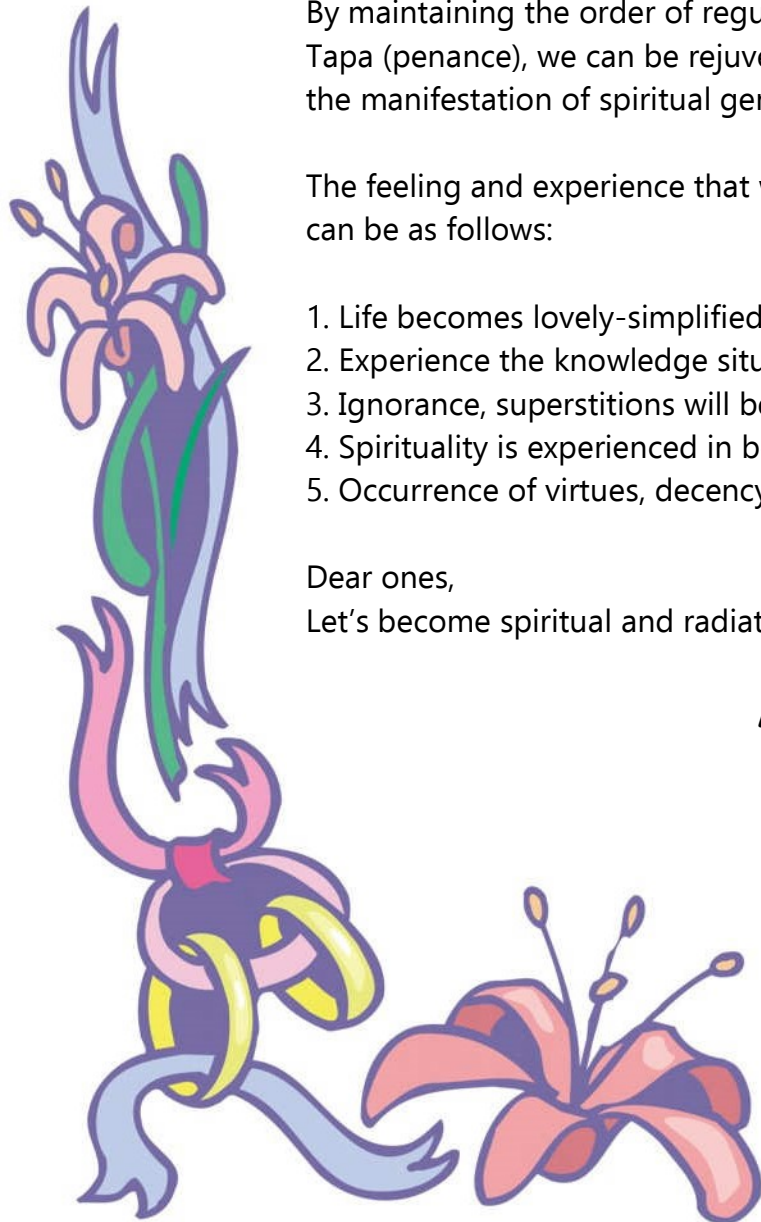 By maintaining the order of regu
Tapa (penance), we can be rejuve
the manifestation of spiritual ger
The feeling and experience that
can be as follows:
1. Life becomes lovely-simplified
2. Experience the knowledge situ
3. Ignorance, superstitions will be
4. Spirituality is experienced in b
5. Occurrence of virtues, decency
Dear ones,
Let's become spiritual and radiat